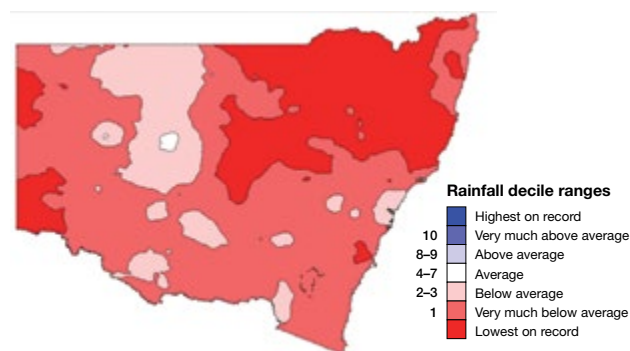 Rainfall decile ranges
Highest on record
10 Very much above average
8–9 Above average
4–7 Average
2–3 Below average
1 Very much below average
Lowest on record